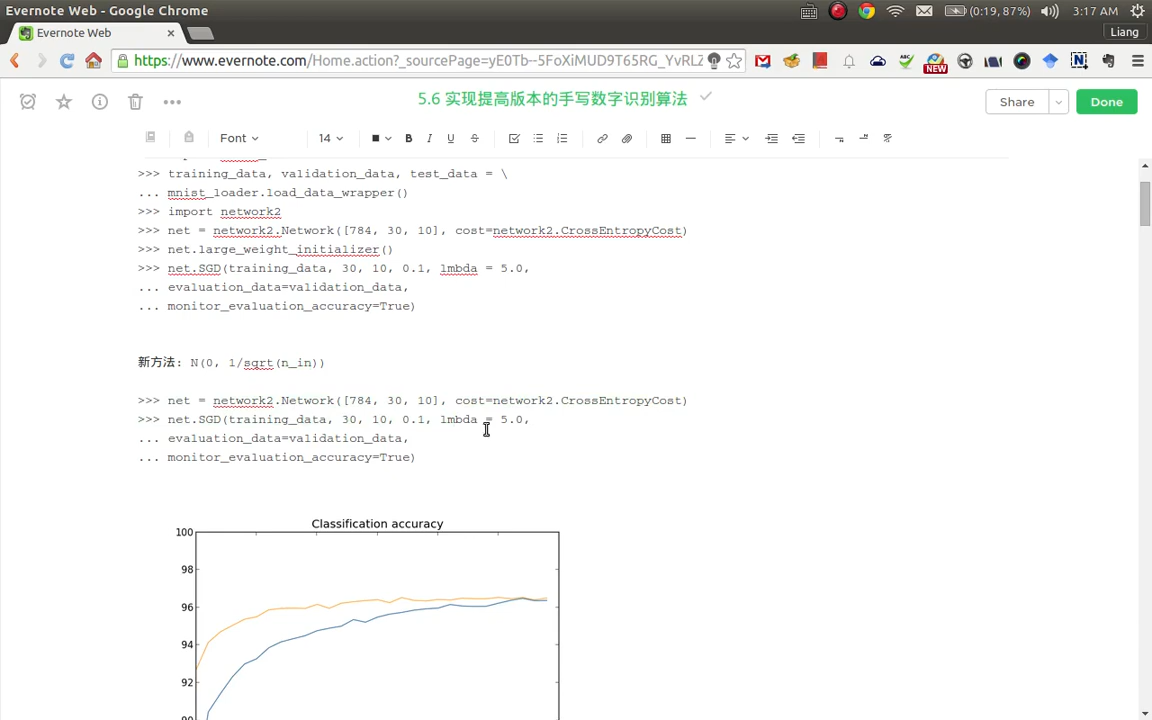 Evernote Web - Google Chrome
(0:19, 87%)
3:17 AM
Evernote Web
Liang
https://www.evernote.com/Home.action?_sourcePage=yE0Tb--5FoXiMUD9T65RG_YvRLZ
NEW
5.6 实现提高版本的手写数字识别算法
Share
Done
Font
14
B
I
U
>>> training_data, validation_data, test_data = \
... mnist_loader.load_data_wrapper()
>>> import network2
>>> net = network2.Network([784, 30, 10], cost=network2.CrossEntropyCost)
>>> net.large_weight_initializer()
>>> net.SGD(training_data, 30, 10, 0.1, lmbda = 5.0,
... evaluation_data=validation_data,
... monitor_evaluation_accuracy=True)
新方法: N(0, 1/sqrt(n_in))
>>> net = network2.Network([784, 30, 10], cost=network2.CrossEntropyCost)
>>> net.SGD(training_data, 30, 10, 0.1, lmbda = 5.0,
... evaluation_data=validation_data,
... monitor_evaluation_accuracy=True)
Classification accuracy
100
98
96
94
92
90